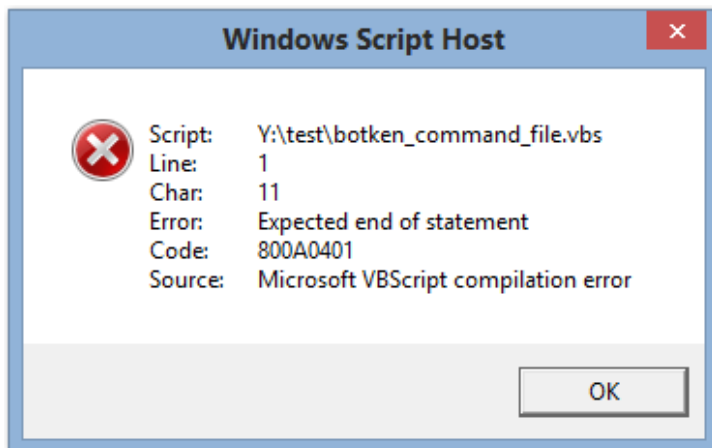 Windows Script Host
Script: Y:\test\botken_command_file.vbs
Line: 1
Char: 11
Error: Expected end of statement
Code: 800A0401
Source: Microsoft VBScript compilation error
OK